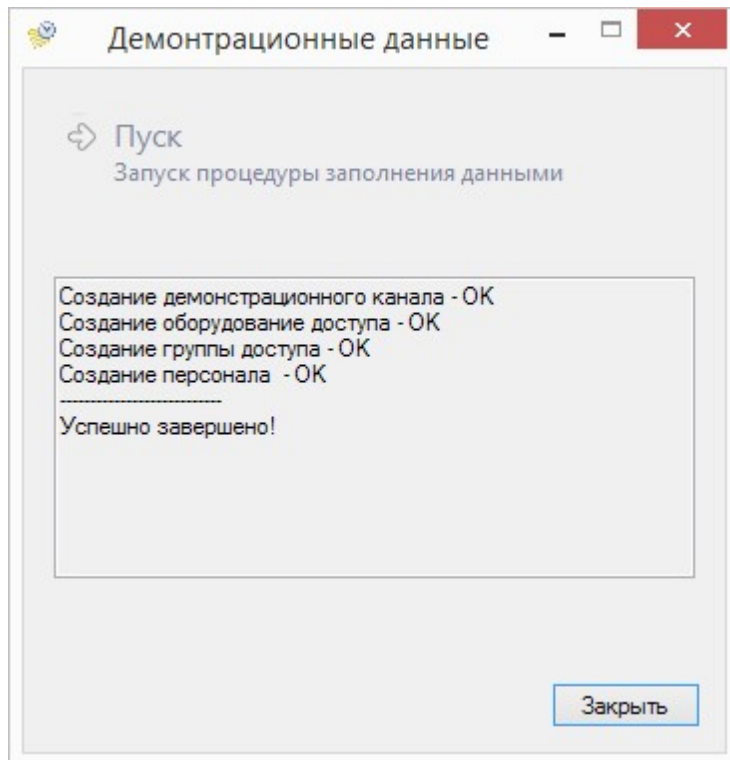 Демонтрационные данные
Пуск
Запуск процедуры заполнения данными
Создание демонстрационного канала - OK
Создание оборудование доступа - OK
Создание группы доступа - OK
Создание персонала  - OK
---------------------------
Успешно завершено!
Закрыть